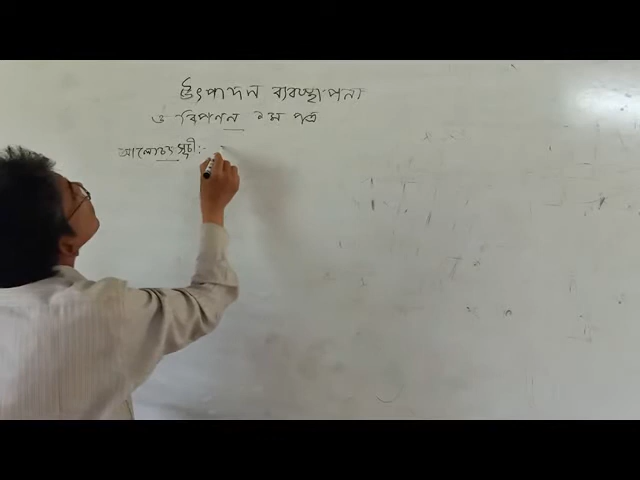 উৎপাদন ব্যবস্থাপনা
ও বিপণন ১ম পত্র
আলোচ্য সূচী:-